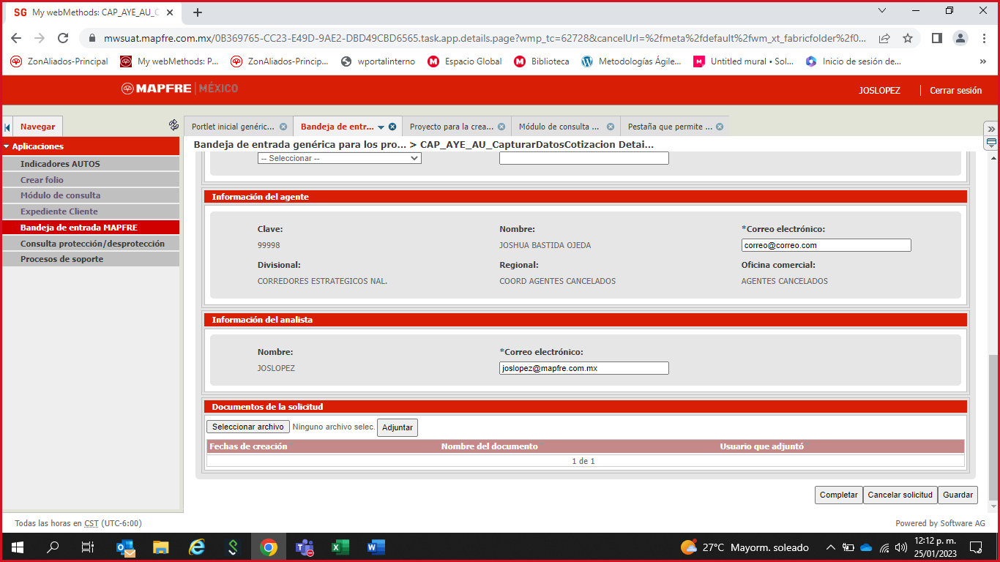 SG My webMethods: CAP_AYE_AU_C
mwsuat.mapfre.com.mx/0B369765-CC23-E49D-9AE2-DBD49CBD6565.task.app.details.page?wmp_tc=62728&cancelUrl=%2fmeta%2fdefault%2fwm_xt_fabricfolder%2f0...
ZonAliados-Principal My webMethods: P... ZonAliados-Princip... wportalinterno Espacio Global Biblioteca Metodologías Ágile... Untitled mural • Sol... Inicio de sesión de... »
MAPFRE | MÉXICO JOSLOPEZ | Cerrar sesión
Navegar Portlet inicial genéric... Bandeja de entr... Proyecto para la crea... Módulo de consulta ... Pestaña que permite ...
Aplicaciones
Indicadores AUTOS
Crear folio
Módulo de consulta
Expediente Cliente
Bandeja de entrada MAPFRE
Consulta protección/desprotección
Procesos de soporte
Bandeja de entrada genérica para los pro... > CAP_AYE_AU_CapturarDatosCotizacion Detai...
-- Seleccionar --
Información del agente
Clave: Nombre: *Correo electrónico:
99998 JOSHUA BASTIDA OJEDA correo@correo.com
Divisional: Regional: Oficina comercial:
CORREDORES ESTRATEGICOS NAL. COORD AGENTES CANCELADOS AGENTES CANCELADOS
Información del analista
Nombre: *Correo electrónico:
JOSLOPEZ joslopez@mapfre.com.mx
Documentos de la solicitud
Seleccionar archivo Ninguno archivo selec. Adjuntar
Fechas de creación Nombre del documento Usuario que adjuntó
1 de 1
Completar Cancelar solicitud Guardar
Todas las horas en CST (UTC-6:00) Powered by Software AG
27°C Mayorm. soleado 12:12 p. m.
25/01/2023